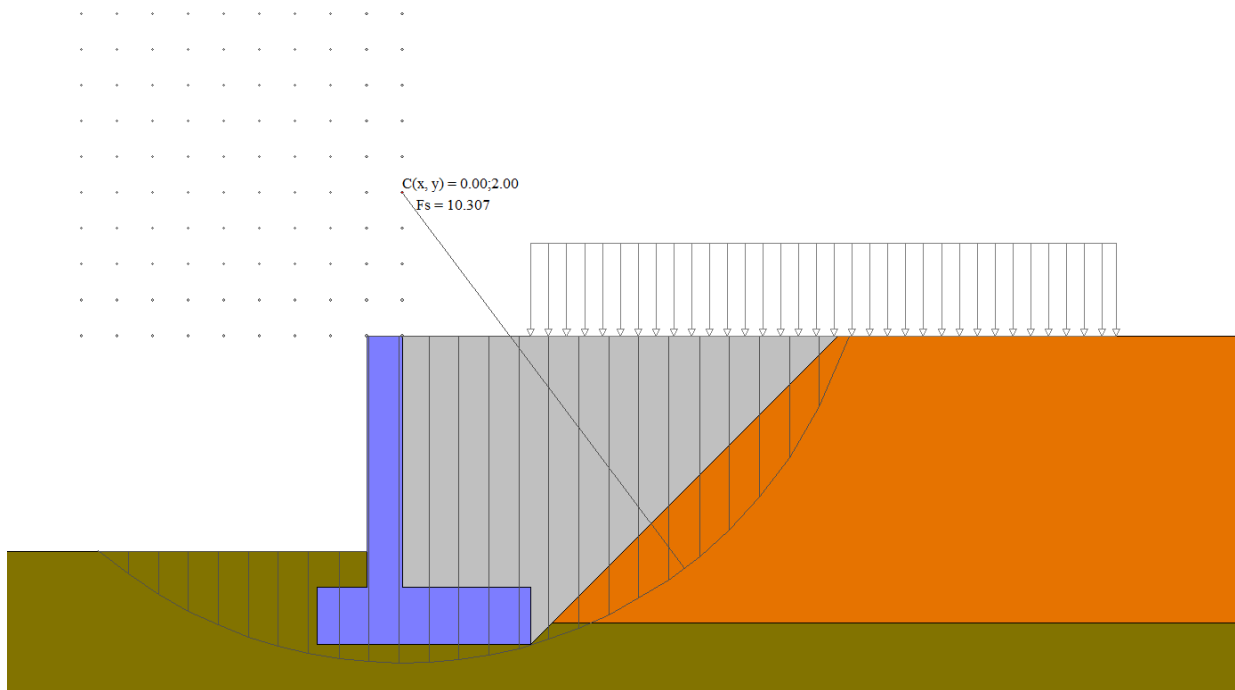 C(x, y) = 0.00;2.00
Fs = 10.307